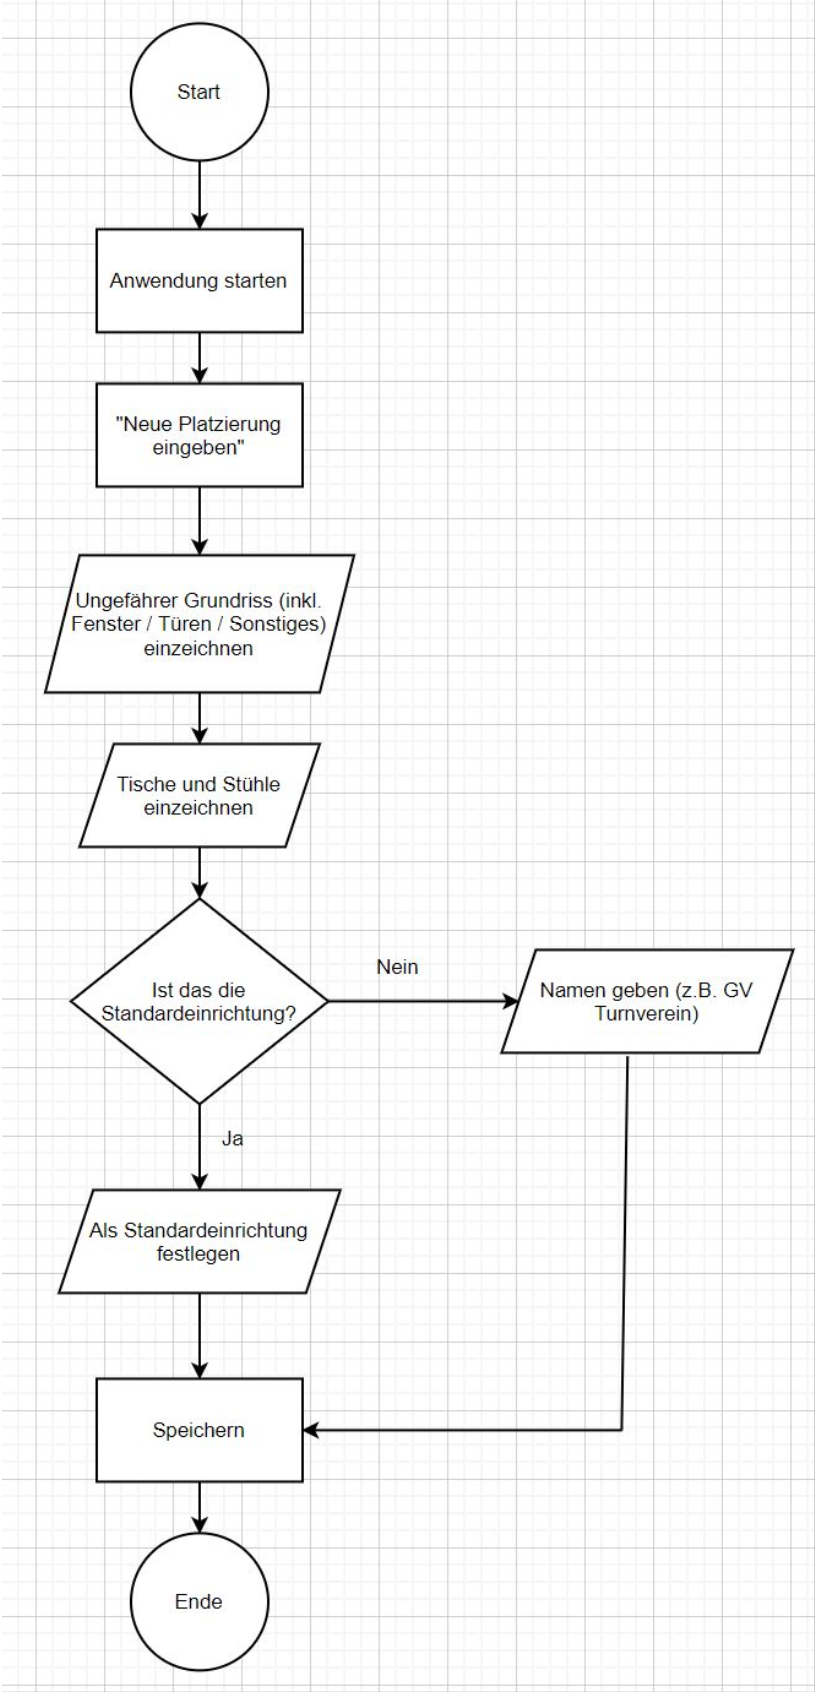 Start
Anwendung starten
"Neue Platzierung
eingeben"
Ungefährer Grundriss (inkl.
Fenster / Türen / Sonstiges)
einzeichnen
Tische und Stühle
einzeichnen
Ist das die
Standardeinrichtung?
Nein
Namen geben (z.B. GV
Turnverein)
Ja
Als Standardeinrichtung
festlegen
Speichern
Ende